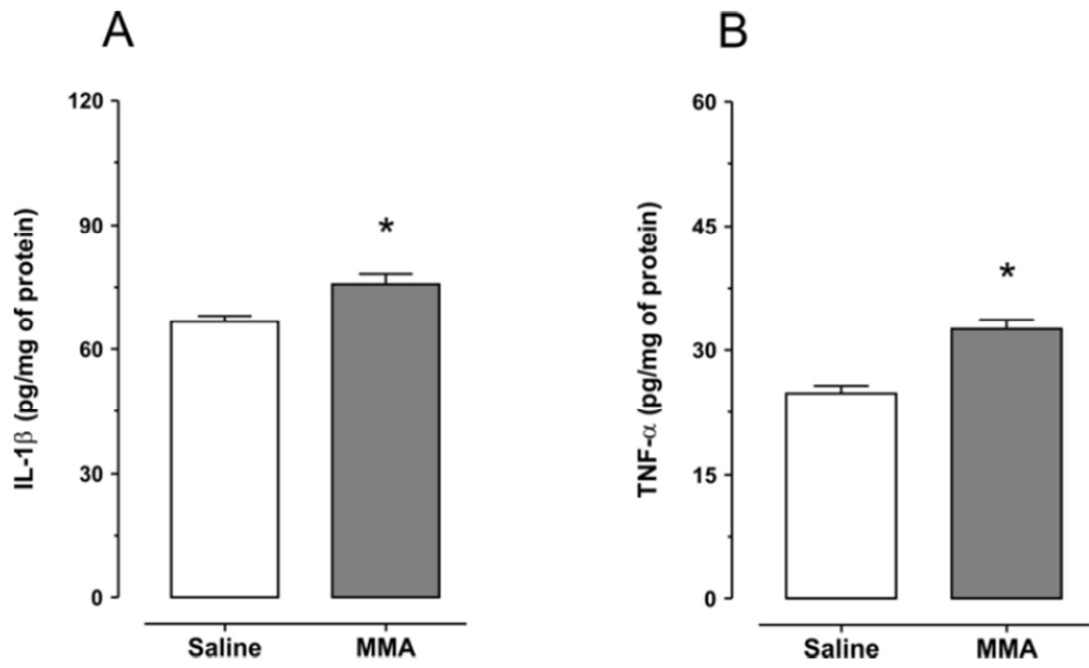 A
120
90
60
30
0
IL-1β (pg/mg of protein)
*
Saline MMA
B
60
45
30
15
0
TNF-α (pg/mg of protein)
*
Saline MMA